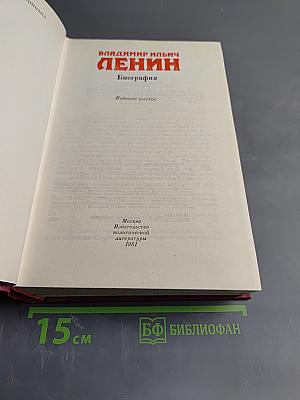 ВЛАДИМИР ИЛЬИЧ
ЛЕНИН
Биография
Издание шестое
Москва
Издательство
политической
литературы
1981
15 см
БФ БИБЛИОФАН